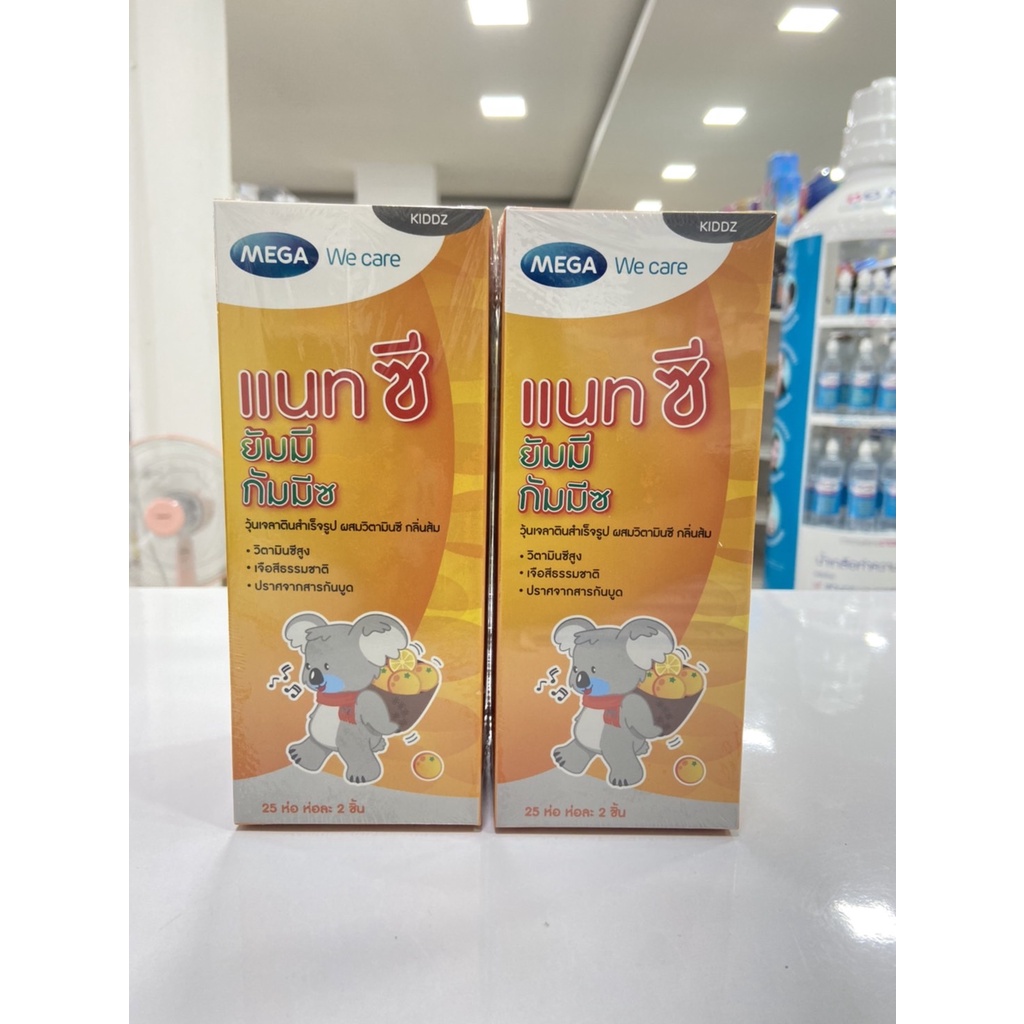 KIDDZ
MEGA We care
แนท ซี
ยัมมี
กัมมีซ
วุ้นเจลาตินสำเร็จรูป ผสมวิตามินซี กลิ่นส้ม
• วิตามินซีสูง
• เจือสีธรรมชาติ
• ปราศจากสารกันบูด
25 ห่อ ห่อละ 2 ชิ้น
KIDDZ
MEGA We care
แนท ซี
ยัมมี
กัมมีซ
วุ้นเจลาตินสำเร็จรูป ผสมวิตามินซี กลิ่นส้ม
• วิตามินซีสูง
• เจือสีธรรมชาติ
• ปราศจากสารกันบูด
25 ห่อ ห่อละ 2 ชิ้น